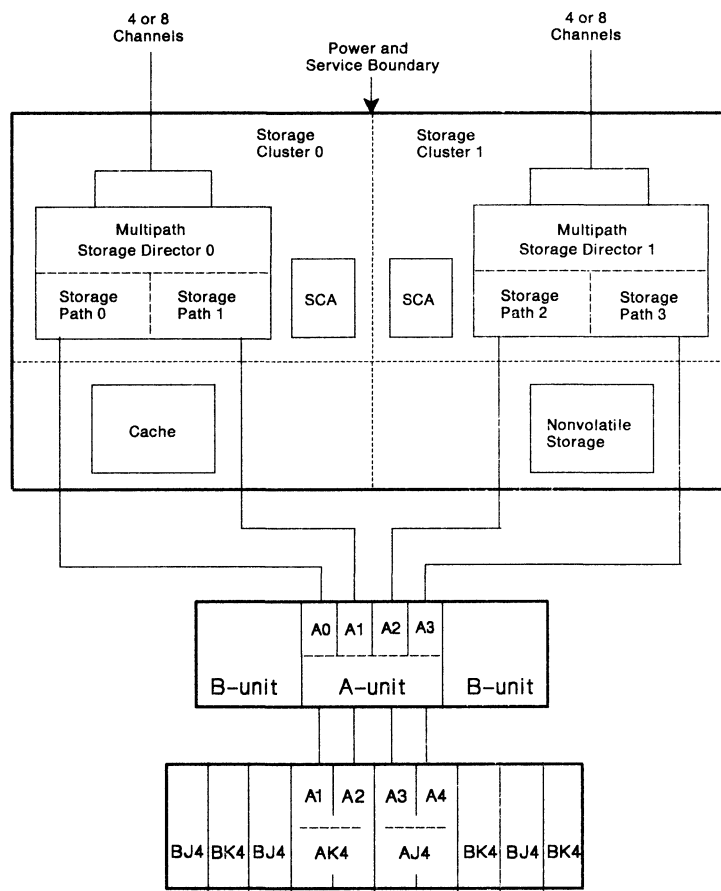 4 or 8
Channels
Power and
Service Boundary
4 or 8
Channels
Storage
Cluster 0
Storage
Cluster 1
Multipath
Storage Director 0
Storage
Path 0
Storage
Path 1
SCA
SCA
Multipath
Storage Director 1
Storage
Path 2
Storage
Path 3
Cache
Nonvolatile
Storage
A0
A1
A2
A3
B-unit
A-unit
B-unit
A1
A2
A3
A4
BJ4
BK4
BJ4
AK4
AJ4
BK4
BJ4
BK4